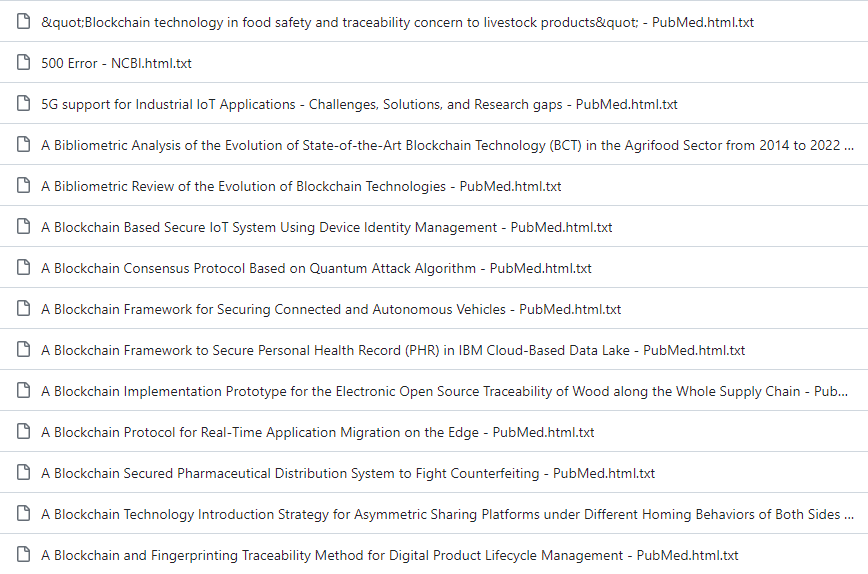 &quot;Blockchain technology in food safety and traceability concern to livestock products&quot; - PubMed.html.txt
500 Error - NCBI.html.txt
5G support for Industrial IoT Applications - Challenges, Solutions, and Research gaps - PubMed.html.txt
A Bibliometric Analysis of the Evolution of State-of-the-Art Blockchain Technology (BCT) in the Agrifood Sector from 2014 to 2022 ...
A Bibliometric Review of the Evolution of Blockchain Technologies - PubMed.html.txt
A Blockchain Based Secure IoT System Using Device Identity Management - PubMed.html.txt
A Blockchain Consensus Protocol Based on Quantum Attack Algorithm - PubMed.html.txt
A Blockchain Framework for Securing Connected and Autonomous Vehicles - PubMed.html.txt
A Blockchain Framework to Secure Personal Health Record (PHR) in IBM Cloud-Based Data Lake - PubMed.html.txt
A Blockchain Implementation Prototype for the Electronic Open Source Traceability of Wood along the Whole Supply Chain - Pub...
A Blockchain Protocol for Real-Time Application Migration on the Edge - PubMed.html.txt
A Blockchain Secured Pharmaceutical Distribution System to Fight Counterfeiting - PubMed.html.txt
A Blockchain Technology Introduction Strategy for Asymmetric Sharing Platforms under Different Homing Behaviors of Both Sides ...
A Blockchain and Fingerprinting Traceability Method for Digital Product Lifecycle Management - PubMed.html.txt